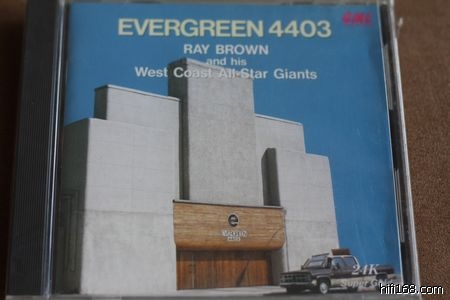 EVERGREEN 4403
RAY BROWN
and his
West Coast All-Star Giants
24K
hifi168.com